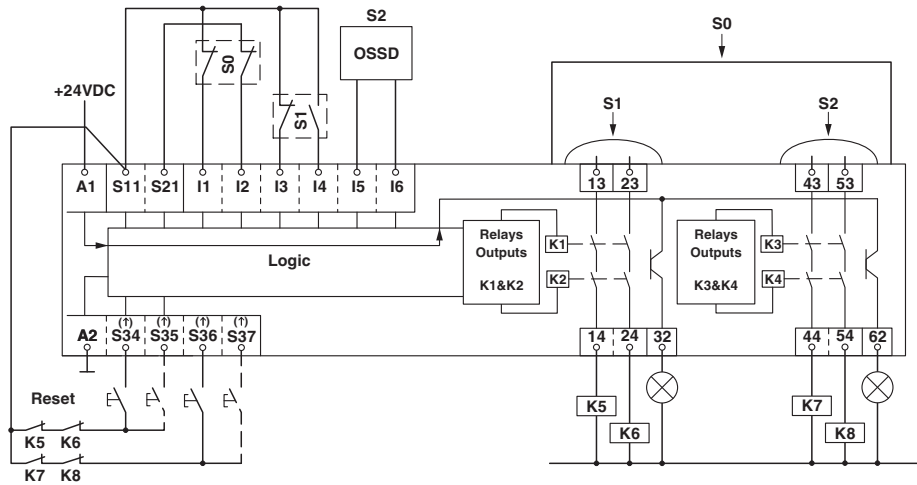 S2
OSSD
S0
S0
+24VDC
S1
S1
S2
A1 S11 S21 I1 I2 I3 I4 I5 I6
13 23
43 53
Logic
Relays
Outputs
K1&K2
K1
K2
Relays
Outputs
K3&K4
K3
K4
(↑) (↑) (↑) (↑)
A2 S34 S35 S36 S37
14 24 32
44 54 62
Reset
K5
K7
K5 K6
K6
K8
K7 K8